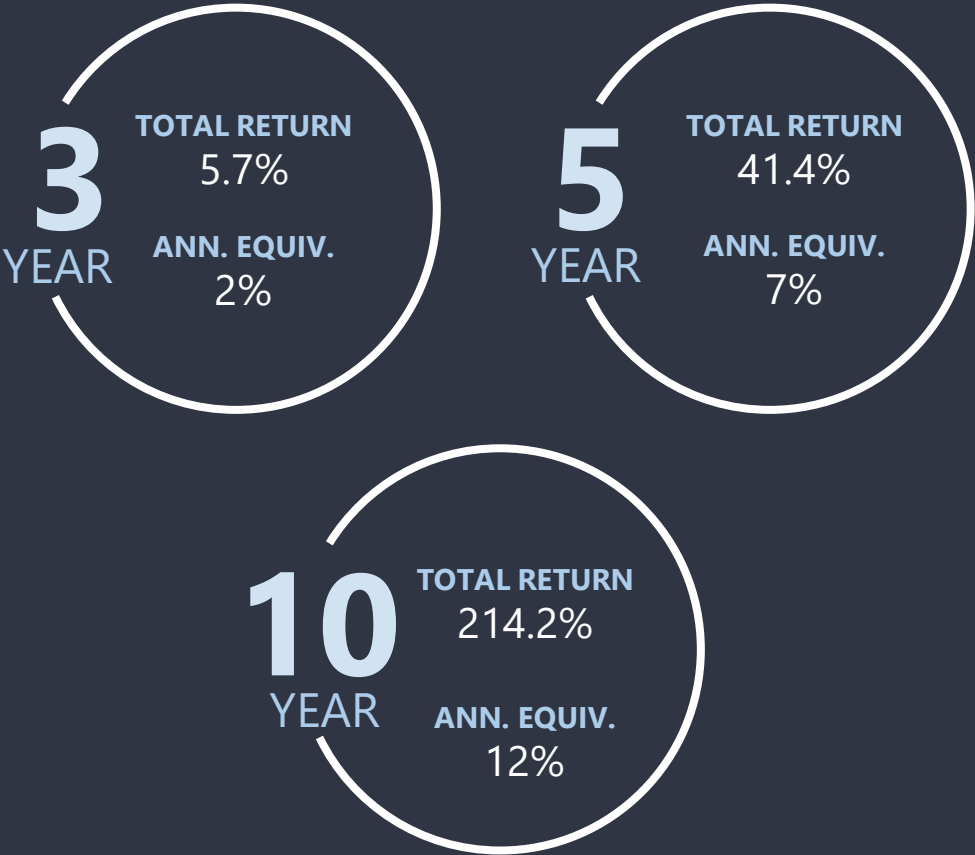 3
YEAR
TOTAL RETURN
5.7%
ANN. EQUIV.
2%
5
YEAR
TOTAL RETURN
41.4%
ANN. EQUIV.
7%
10
YEAR
TOTAL RETURN
214.2%
ANN. EQUIV.
12%